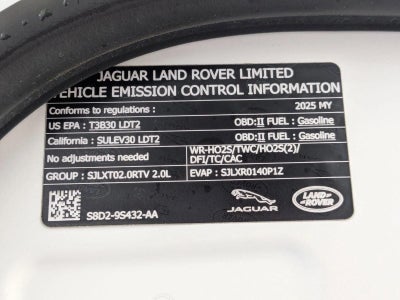 JAGUAR LAND ROVER LIMITED
VEHICLE EMISSION CONTROL INFORMATION
Conforms to regulations : 2025 MY
US EPA : T3B30 LDT2 OBD:II FUEL : Gasoline
California : SULEV30 LDT2 OBD:II FUEL : Gasoline
No adjustments needed WR-HO2S/TWC/HO2S(2)/
DFI/TC/CAC
GROUP : SJLXT02.0RTV 2.0L EVAP : SJLXR0140P1Z
S8D2-9S432-AA JAGUAR LAND-ROVER